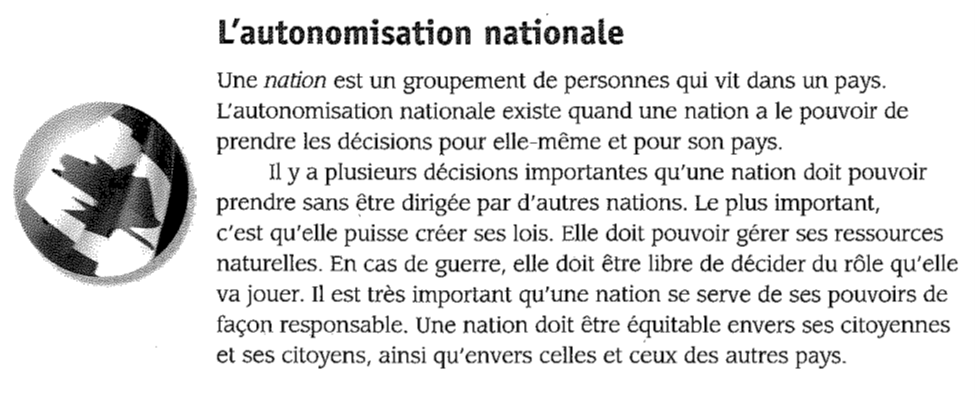 L'autonomisation nationale
Une nation est un groupement de personnes qui vit dans un pays.
L'autonomisation nationale existe quand une nation a le pouvoir de
prendre les décisions pour elle-même et pour son pays.
Il y a plusieurs décisions importantes qu'une nation doit pouvoir
prendre sans être dirigée par d'autres nations. Le plus important,
c'est qu'elle puisse créer ses lois. Elle doit pouvoir gérer ses ressources
naturelles. En cas de guerre, elle doit être libre de décider du rôle qu'elle
va jouer. Il est très important qu'une nation se serve de ses pouvoirs de
façon responsable. Une nation doit être équitable envers ses citoyennes
et ses citoyens, ainsi qu'envers celles et ceux des autres pays.